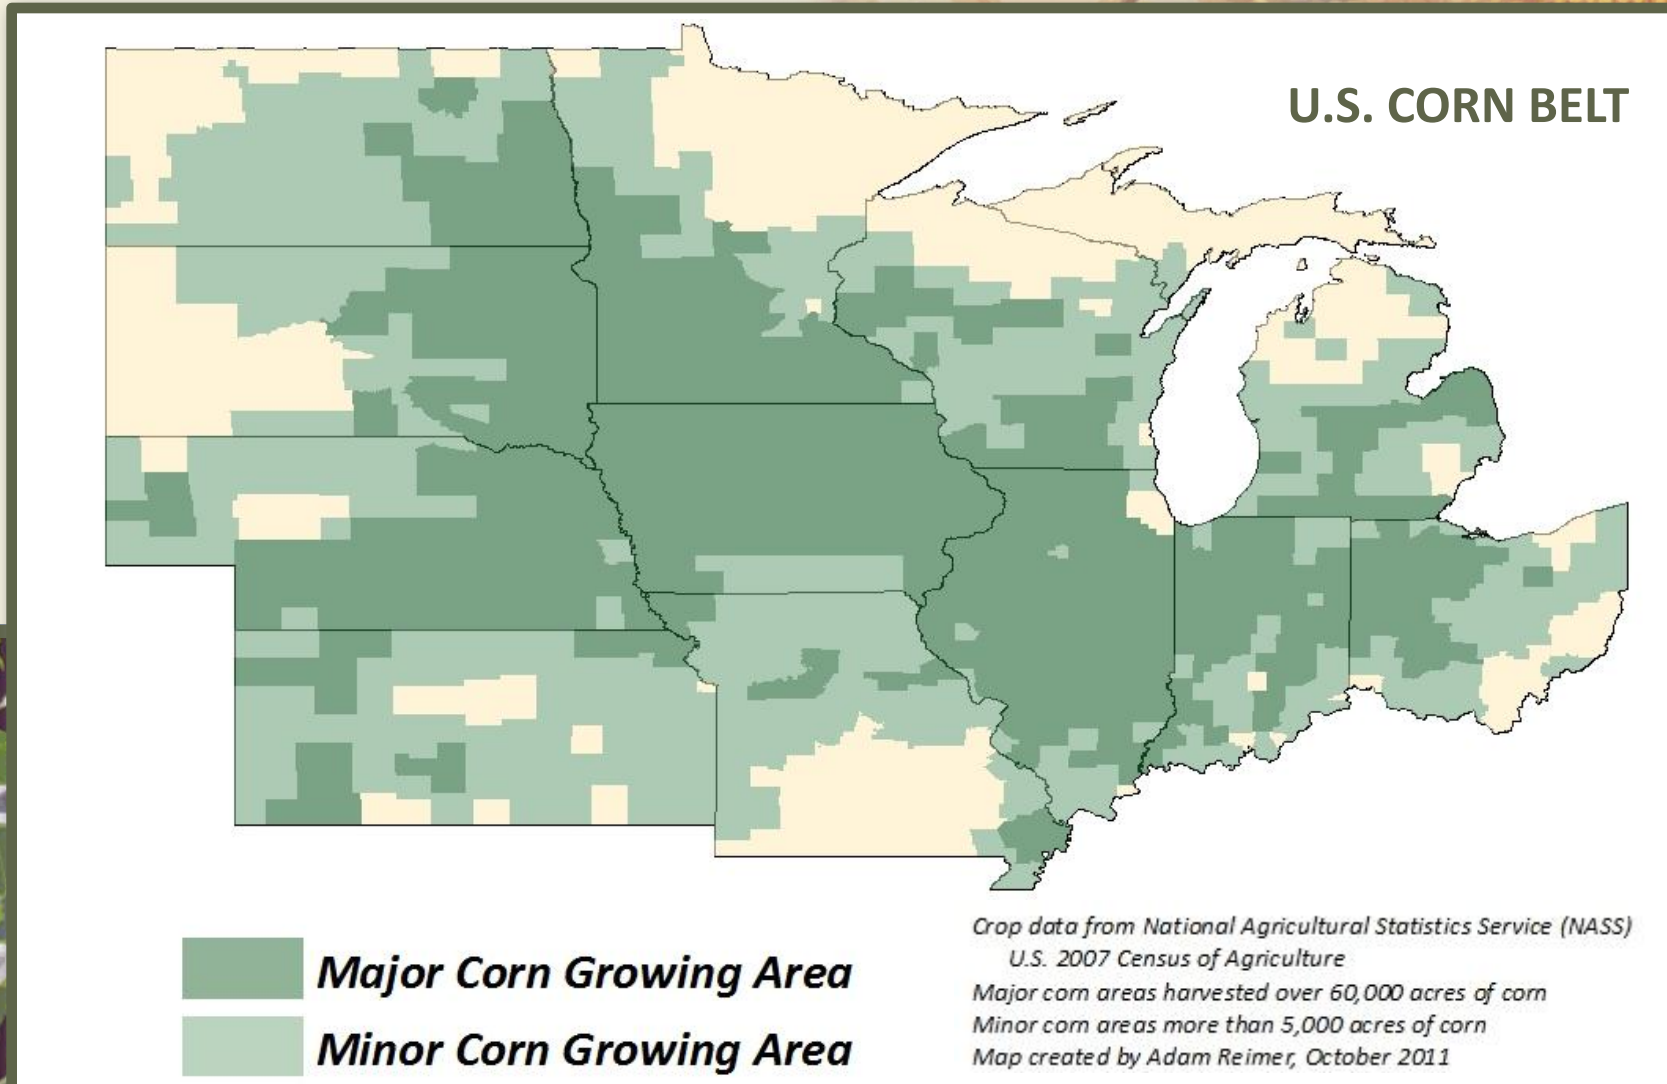 U.S. CORN BELT
Major Corn Growing Area
Minor Corn Growing Area
Crop data from National Agricultural Statistics Service (NASS)
U.S. 2007 Census of Agriculture
Major corn areas harvested over 60,000 acres of corn
Minor corn areas more than 5,000 acres of corn
Map created by Adam Reimer, October 2011